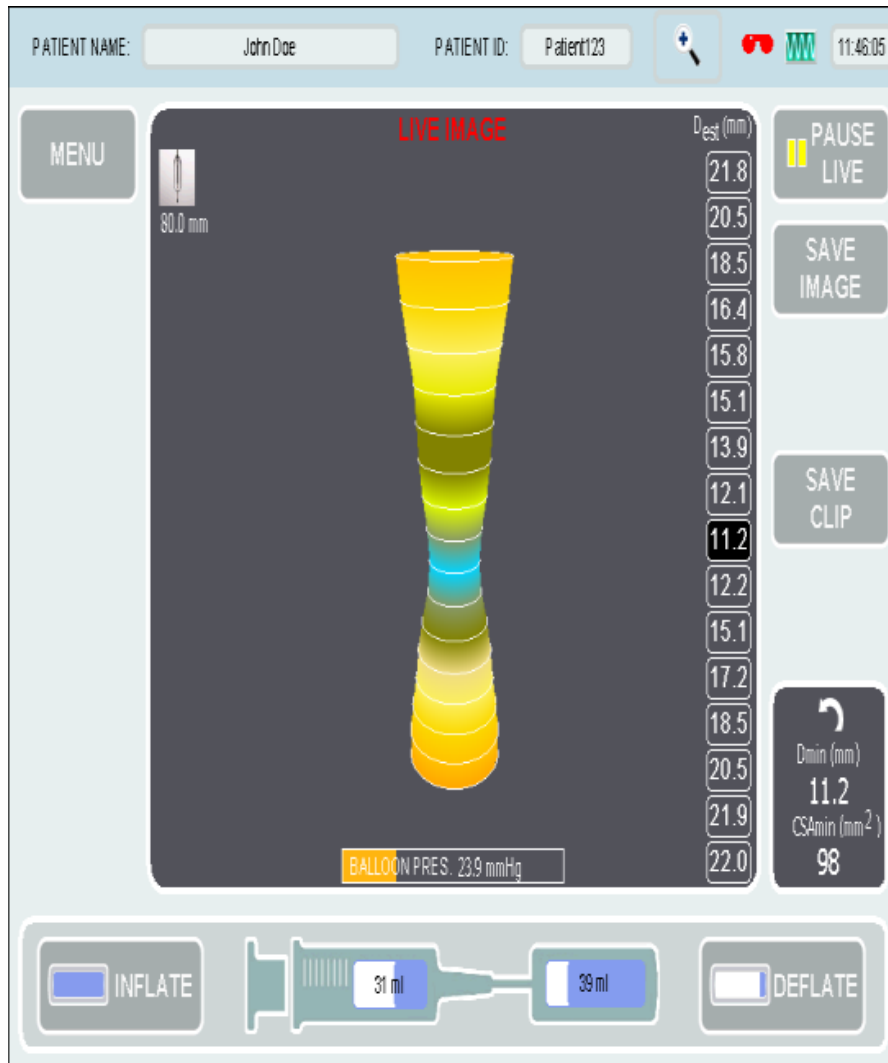 PATIENT NAME: John Doe PATIENT ID: Patient123 11:46:05
MENU
LIVE IMAGE
Dest (mm)
PAUSE
LIVE
80.0 mm
21.8
20.5
18.5
16.4
15.8
15.1
13.9
12.1
11.2
12.2
15.1
17.2
18.5
20.5
21.9
22.0
SAVE
IMAGE
SAVE
CLIP
Dmin (mm)
11.2
CSAmin (mm²)
98
BALLOON PRES. 23.9 mmHg
INFLATE 31 ml 39 ml DEFLATE